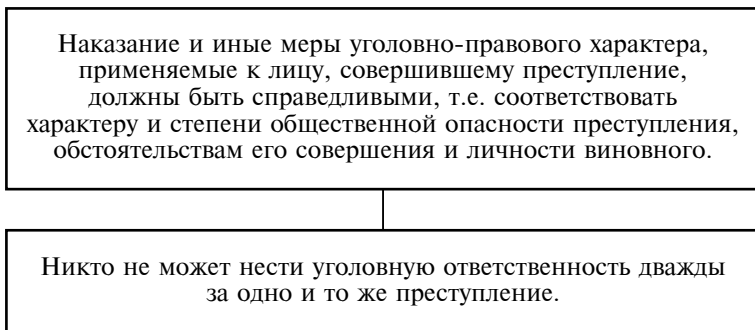 Наказание и иные меры уголовно-правового характера,
применяемые к лицу, совершившему преступление,
должны быть справедливыми, т.е. соответствовать
характеру и степени общественной опасности преступления,
обстоятельствам его совершения и личности виновного.
Никто не может нести уголовную ответственность дважды
за одно и то же преступление.